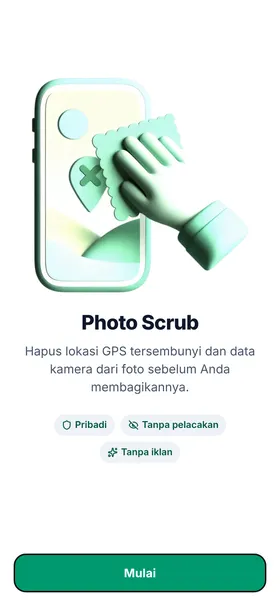 Photo Scrub
Hapus lokasi GPS tersembunyi dan data
kamera dari foto sebelum Anda
membagikannya.
Pribadi
Tanpa pelacakan
Tanpa iklan
Mulai